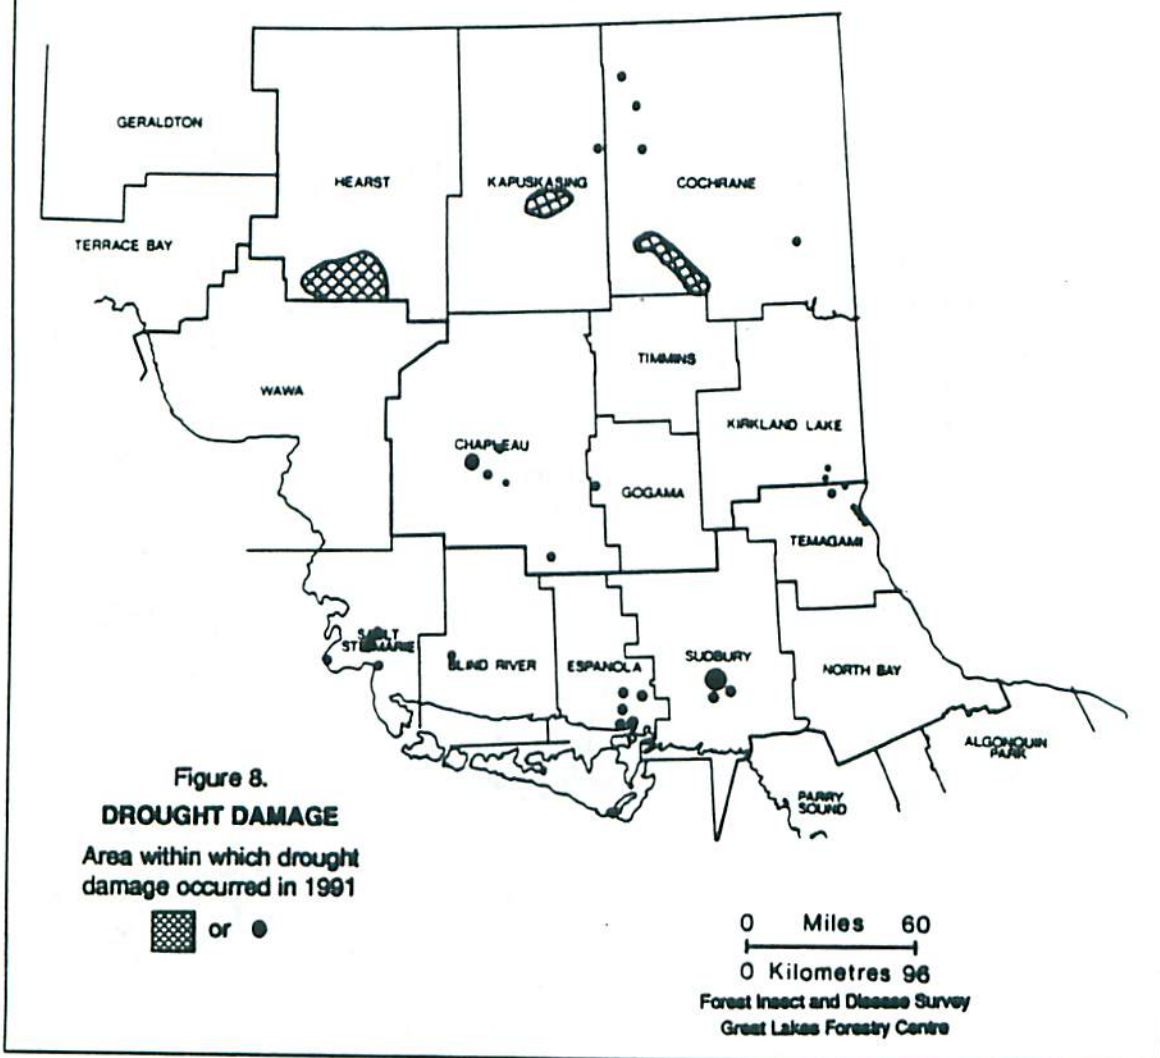 GERALDTON
HEARST
KAPUSKASING
COCHRANE
TERRACE BAY
TIMMINS
WAWA
KIRKLAND LAKE
CHAPLEAU
GOGAMA
TEMAGAMI
SAULT
STE MARIE
BLIND RIVER
ESPANOLA
SUDBURY
NORTH BAY
ALGONQUIN
PARK
PARRY
SOUND
Figure 8.
DROUGHT DAMAGE
Area within which drought
damage occurred in 1991
or
0 Miles 60
0 Kilometres 96
Forest Insect and Disease Survey
Great Lakes Forestry Centre